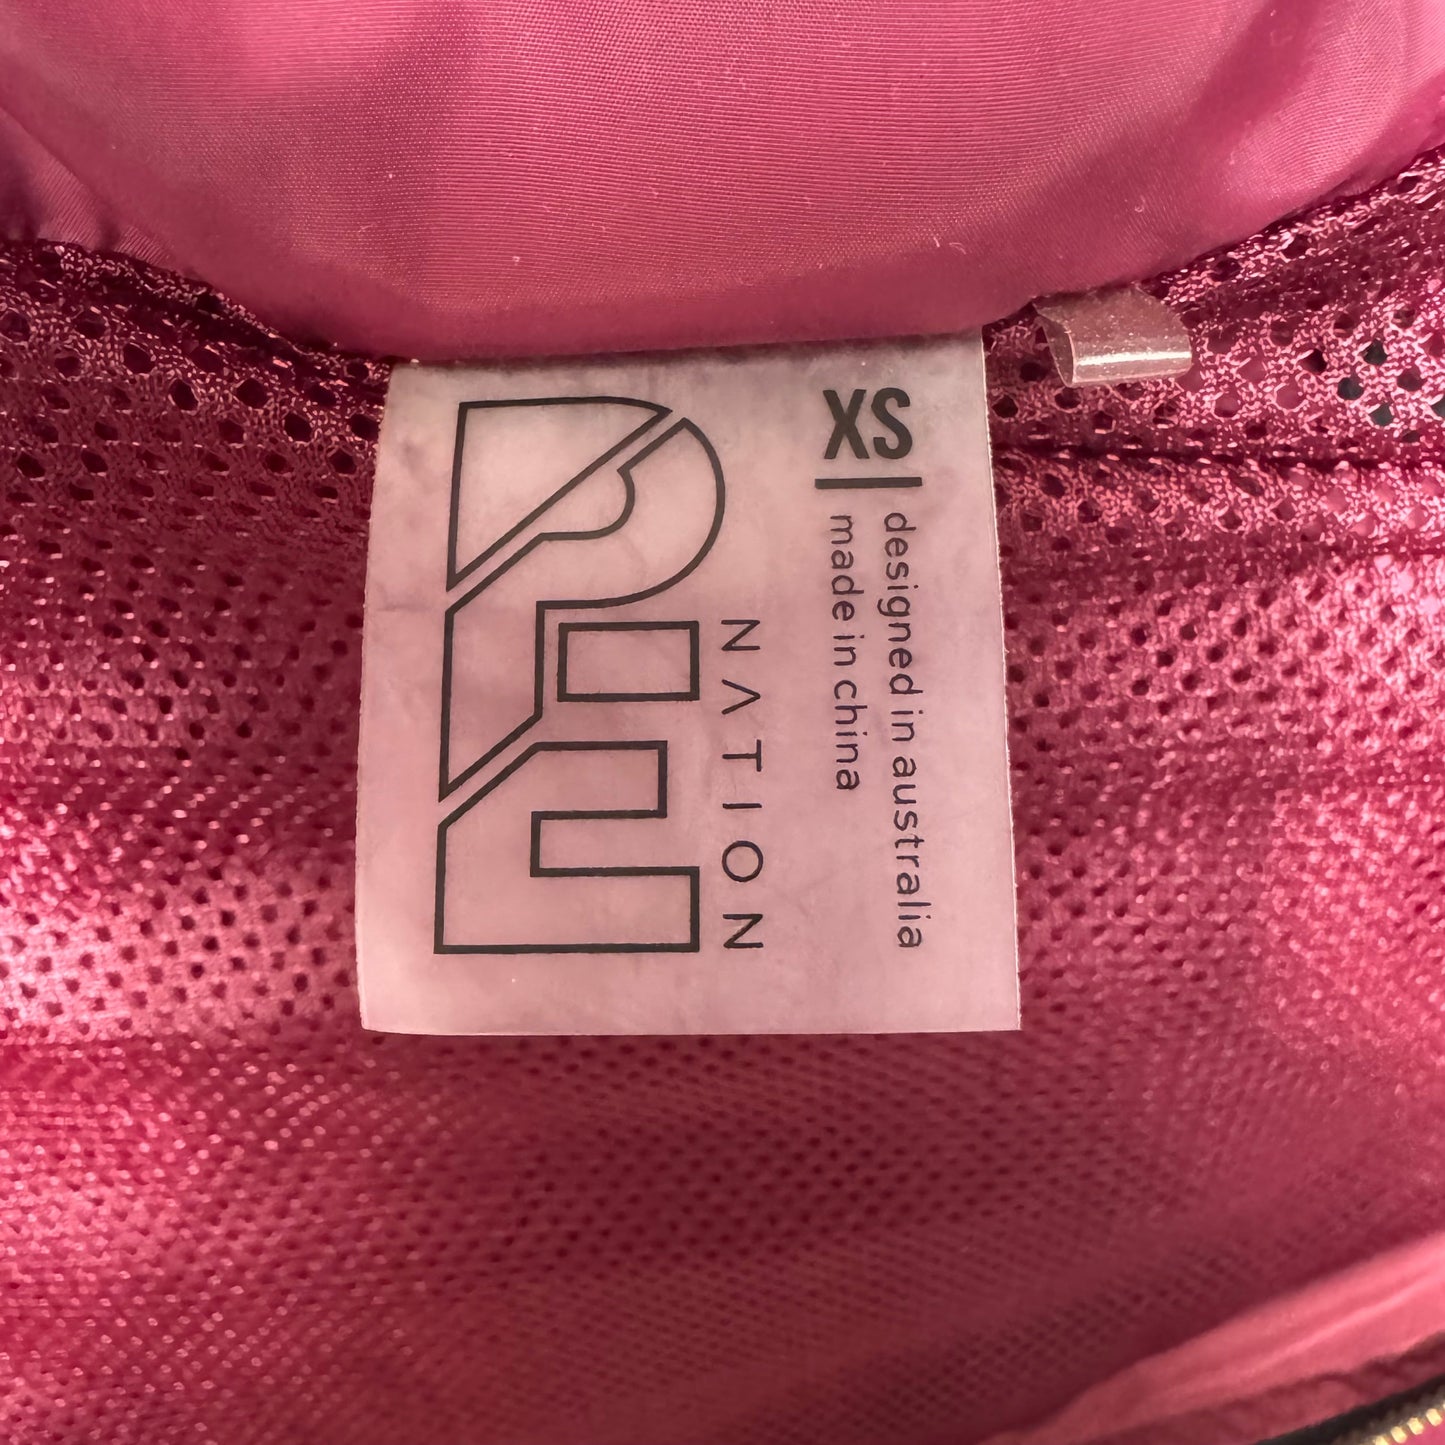 P.E
NATION
XS
designed in australia
made in china